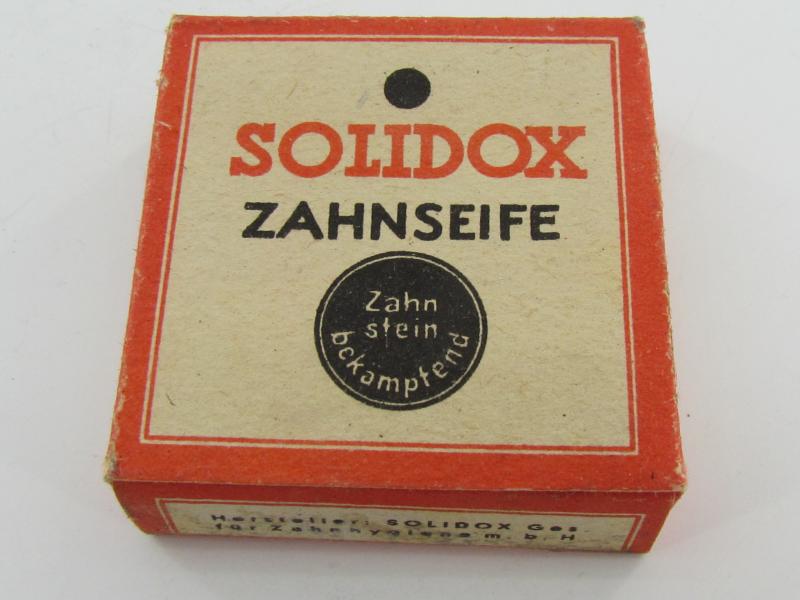 SOLIDOX
ZAHNSEIFE
Zahn
stein
bekämpfend
Hersteller: SOLIDOX Ges.
für Zahnhygiene m. b. H